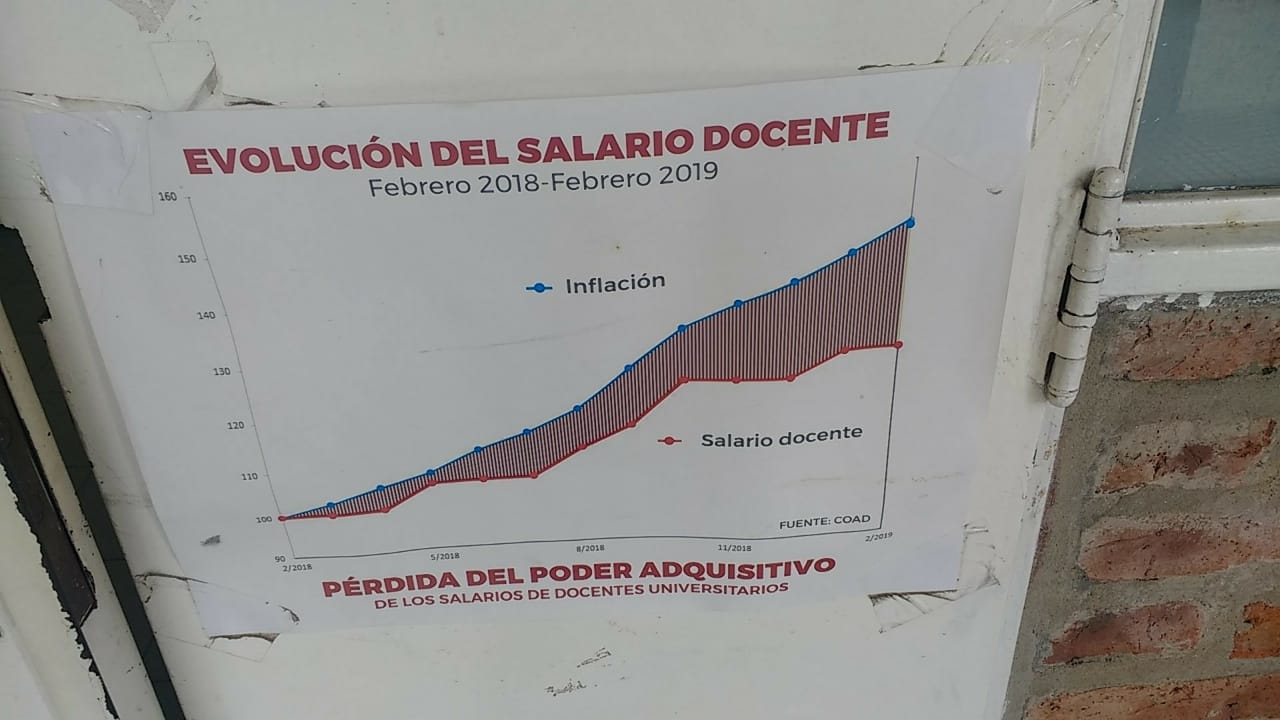 EVOLUCIÓN DEL SALARIO DOCENTE
Febrero 2018-Febrero 2019
160
150
140
130
120
110
100
90
Inflación
Salario docente
FUENTE: COAD
2/2018
5/2018
8/2018
11/2018
2/2019
PÉRDIDA DEL PODER ADQUISITIVO
DE LOS SALARIOS DE DOCENTES UNIVERSITARIOS